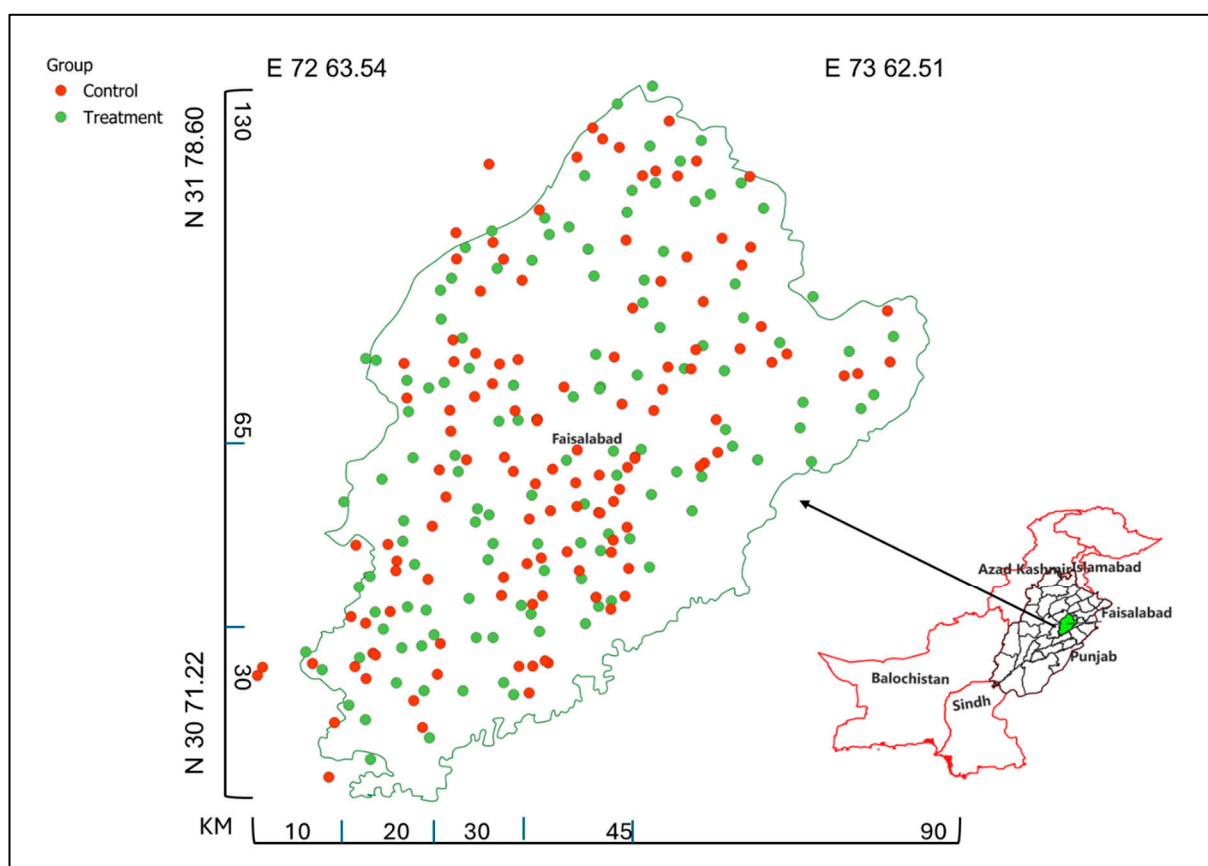 Group
Control
Treatment
E 72 63.54
E 73 62.51
N 31 78.60
130
95
Faisalabad
N 30 71.22
30
Azad Kashmir
Islamabad
Faisalabad
Punjab
Balochistan
Sindh
KM
10
20
30
45
90